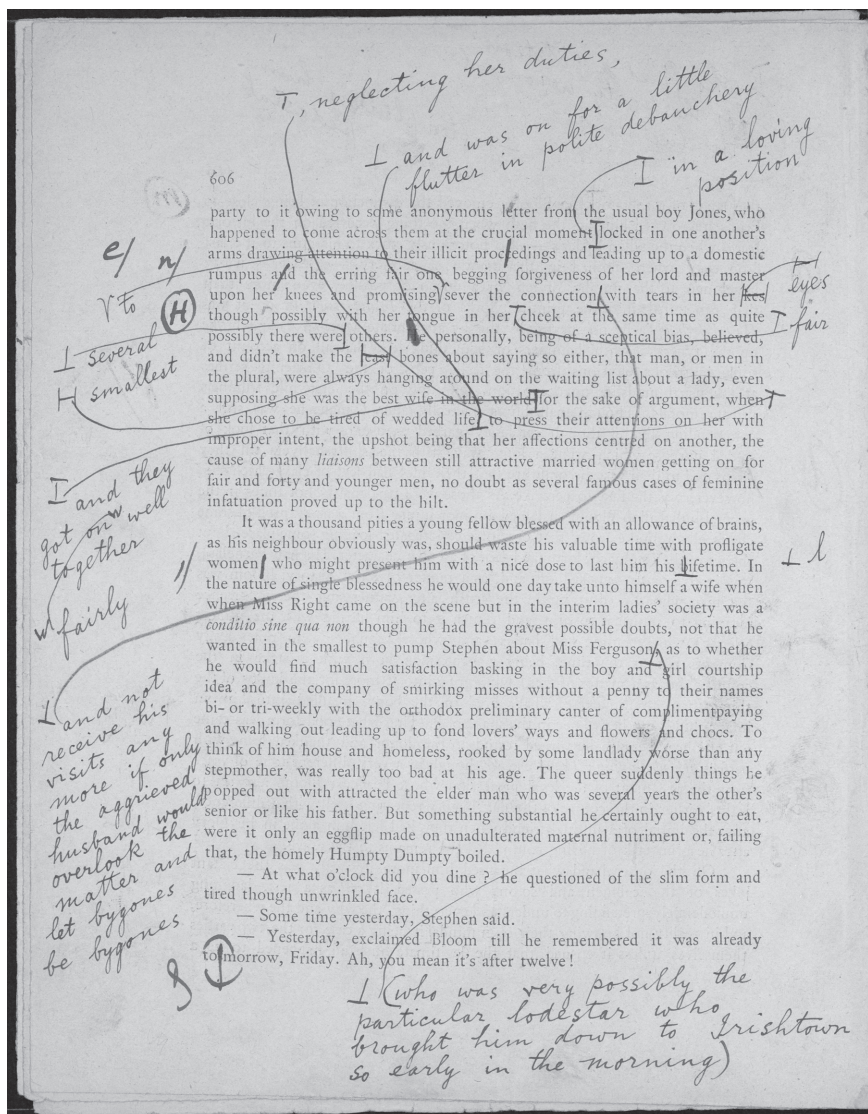 T, neglecting her duties,
I and was on for a little
flutter in polite debauchery
I in a loving
position
606
party to it owing to some anonymous letter from the usual boy Jones, who
happened to come across them at the crucial moment locked in one another's
arms drawing attention to their illicit proceedings and leading up to a domestic
rumpus and the erring fair one begging forgiveness of her lord and master
upon her knees and promising sever the connection with tears in her
though possibly with her tongue in her cheek at the same time as quite
possibly there were others. He personally, being of a sceptical bias, believed,
and didn't make the least bones about saying so either, that man, or men in
the plural, were always hanging around on the waiting list about a lady, even
supposing she was the best wife in the world for the sake of argument, when
she chose to be tired of wedded life to press their attentions on her with
improper intent, the upshot being that her affections centred on another, the
cause of many liaisons between still attractive married women getting on for
fair and forty and younger men, no doubt as several famous cases of feminine
infatuation proved up to the hilt.
It was a thousand pities a young fellow blessed with an allowance of brains,
as his neighbour obviously was, should waste his valuable time with profligate
women who might present him with a nice dose to last him his lifetime. In
the nature of single blessedness he would one day take unto himself a wife when
when Miss Right came on the scene but in the interim ladies' society was a
conditio sine qua non though he had the gravest possible doubts, not that he
wanted in the smallest to pump Stephen about Miss Ferguson, as to whether
he would find much satisfaction basking in the boy and girl courtship
idea and the company of smirking misses without a penny to their names
bi- or tri-weekly with the orthodox preliminary canter of complimentpaying
and walking out leading up to fond lovers' ways and flowers and chocs. To
think of him house and homeless, rooked by some landlady worse than any
stepmother, was really too bad at his age. The queer suddenly things he
popped out with attracted the elder man who was several years the other's
senior or like his father. But something substantial he certainly ought to eat,
were it only an eggflip made on unadulterated maternal nutriment or, failing
that, the homely Humpty Dumpty boiled.
— At what o'clock did you dine ? he questioned of the slim form and
tired though unwrinkled face.
— Some time yesterday, Stephen said.
— Yesterday, exclaimed Bloom till he remembered it was already
tomorrow, Friday. Ah, you mean it's after twelve !
e/ n/
to
H
I several
H smallest
I and they
got on well
together
fairly
I and not
receive his
visits any
more if only
the aggrieved
husband would
overlook the
matter and
let bygones
be bygones
H eyes
I fair
T
I l
I (who was very possibly the
particular lodestar who
brought him down to Irishtown
so early in the morning)